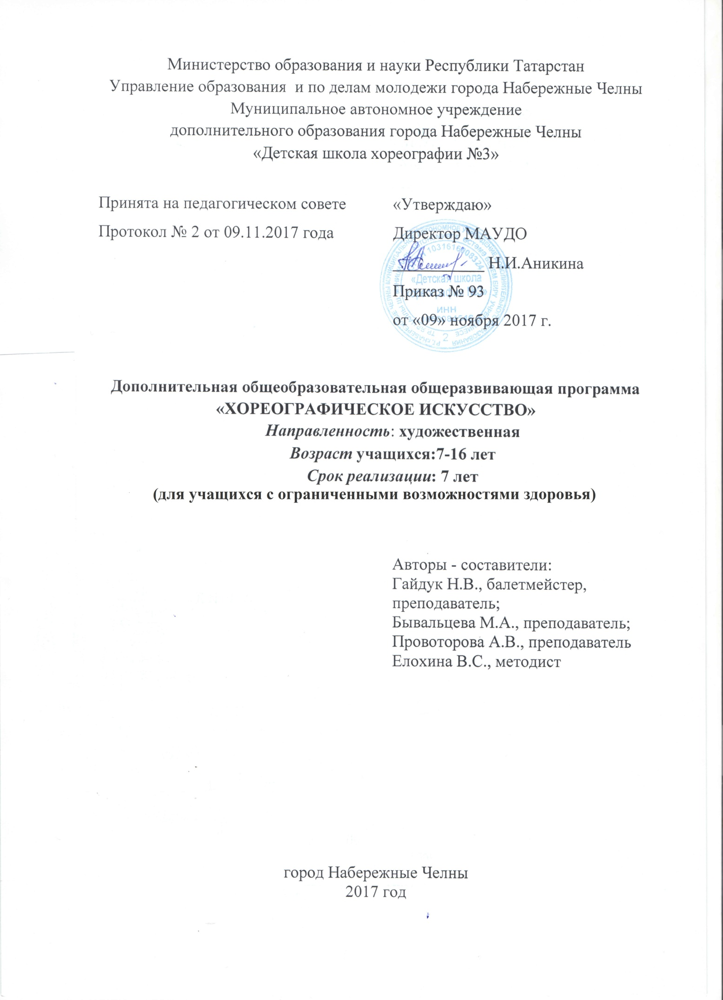 Министерство образования и науки Республики Татарстан
Управление образования  и по делам молодежи города Набережные Челны
Муниципальное автономное учреждение
дополнительного образования города Набережные Челны
«Детская школа хореографии №3»
Принята на педагогическом совете
Протокол № 2 от 09.11.2017 года
«Утверждаю»
Директор МАУДО
____________ Н.И.Аникина
Приказ № 93
от «09» ноября 2017 г.
1031616008324
«Детская школа
ИНН
2
Дополнительная общеобразовательная общеразвивающая программа
«ХОРЕОГРАФИЧЕСКОЕ ИСКУССТВО»
Направленность: художественная
Возраст учащихся:7-16 лет
Срок реализации: 7 лет
(для учащихся с ограниченными возможностями здоровья)
Авторы - составители:
Гайдук Н.В., балетмейстер,
преподаватель;
Бывальцева М.А., преподаватель;
Провоторова А.В., преподаватель
Елохина В.С., методист
город Набережные Челны
2017 год